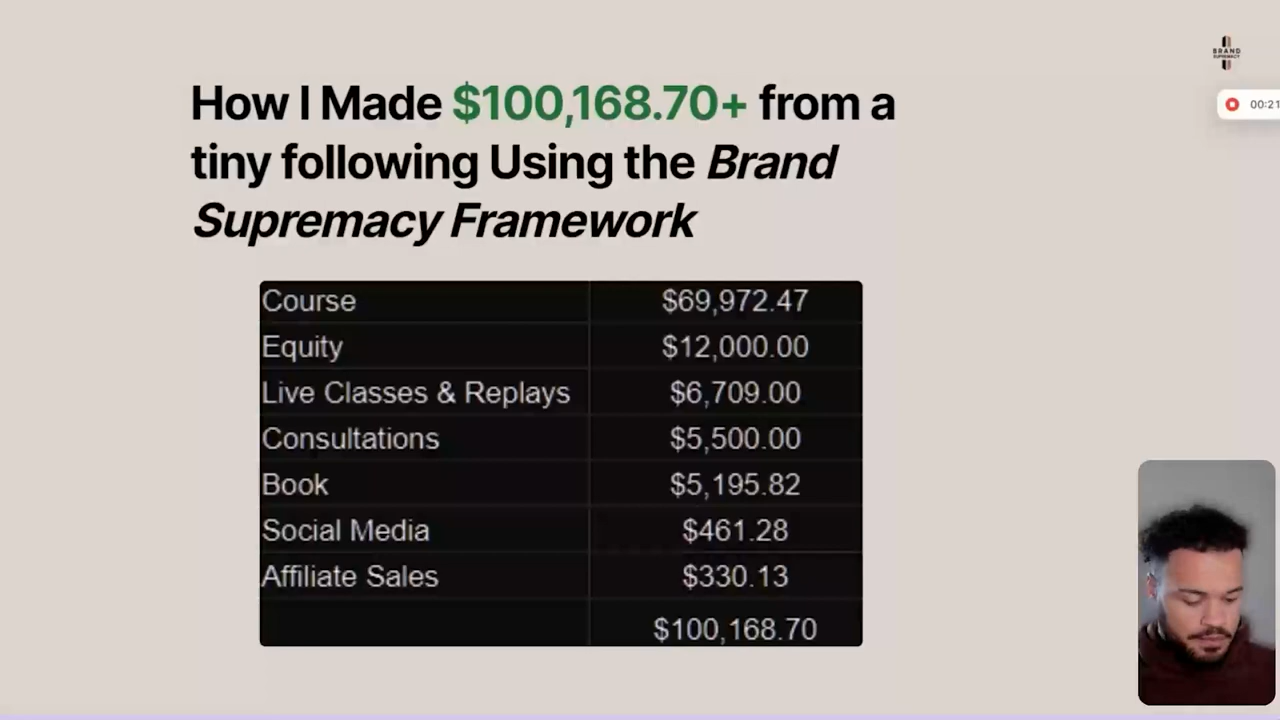 BRAND
SUPREMACY
00:21
How I Made $100,168.70+ from a
tiny following Using the Brand
Supremacy Framework
Course $69,972.47
Equity $12,000.00
Live Classes & Replays $6,709.00
Consultations $5,500.00
Book $5,195.82
Social Media $461.28
Affiliate Sales $330.13
$100,168.70